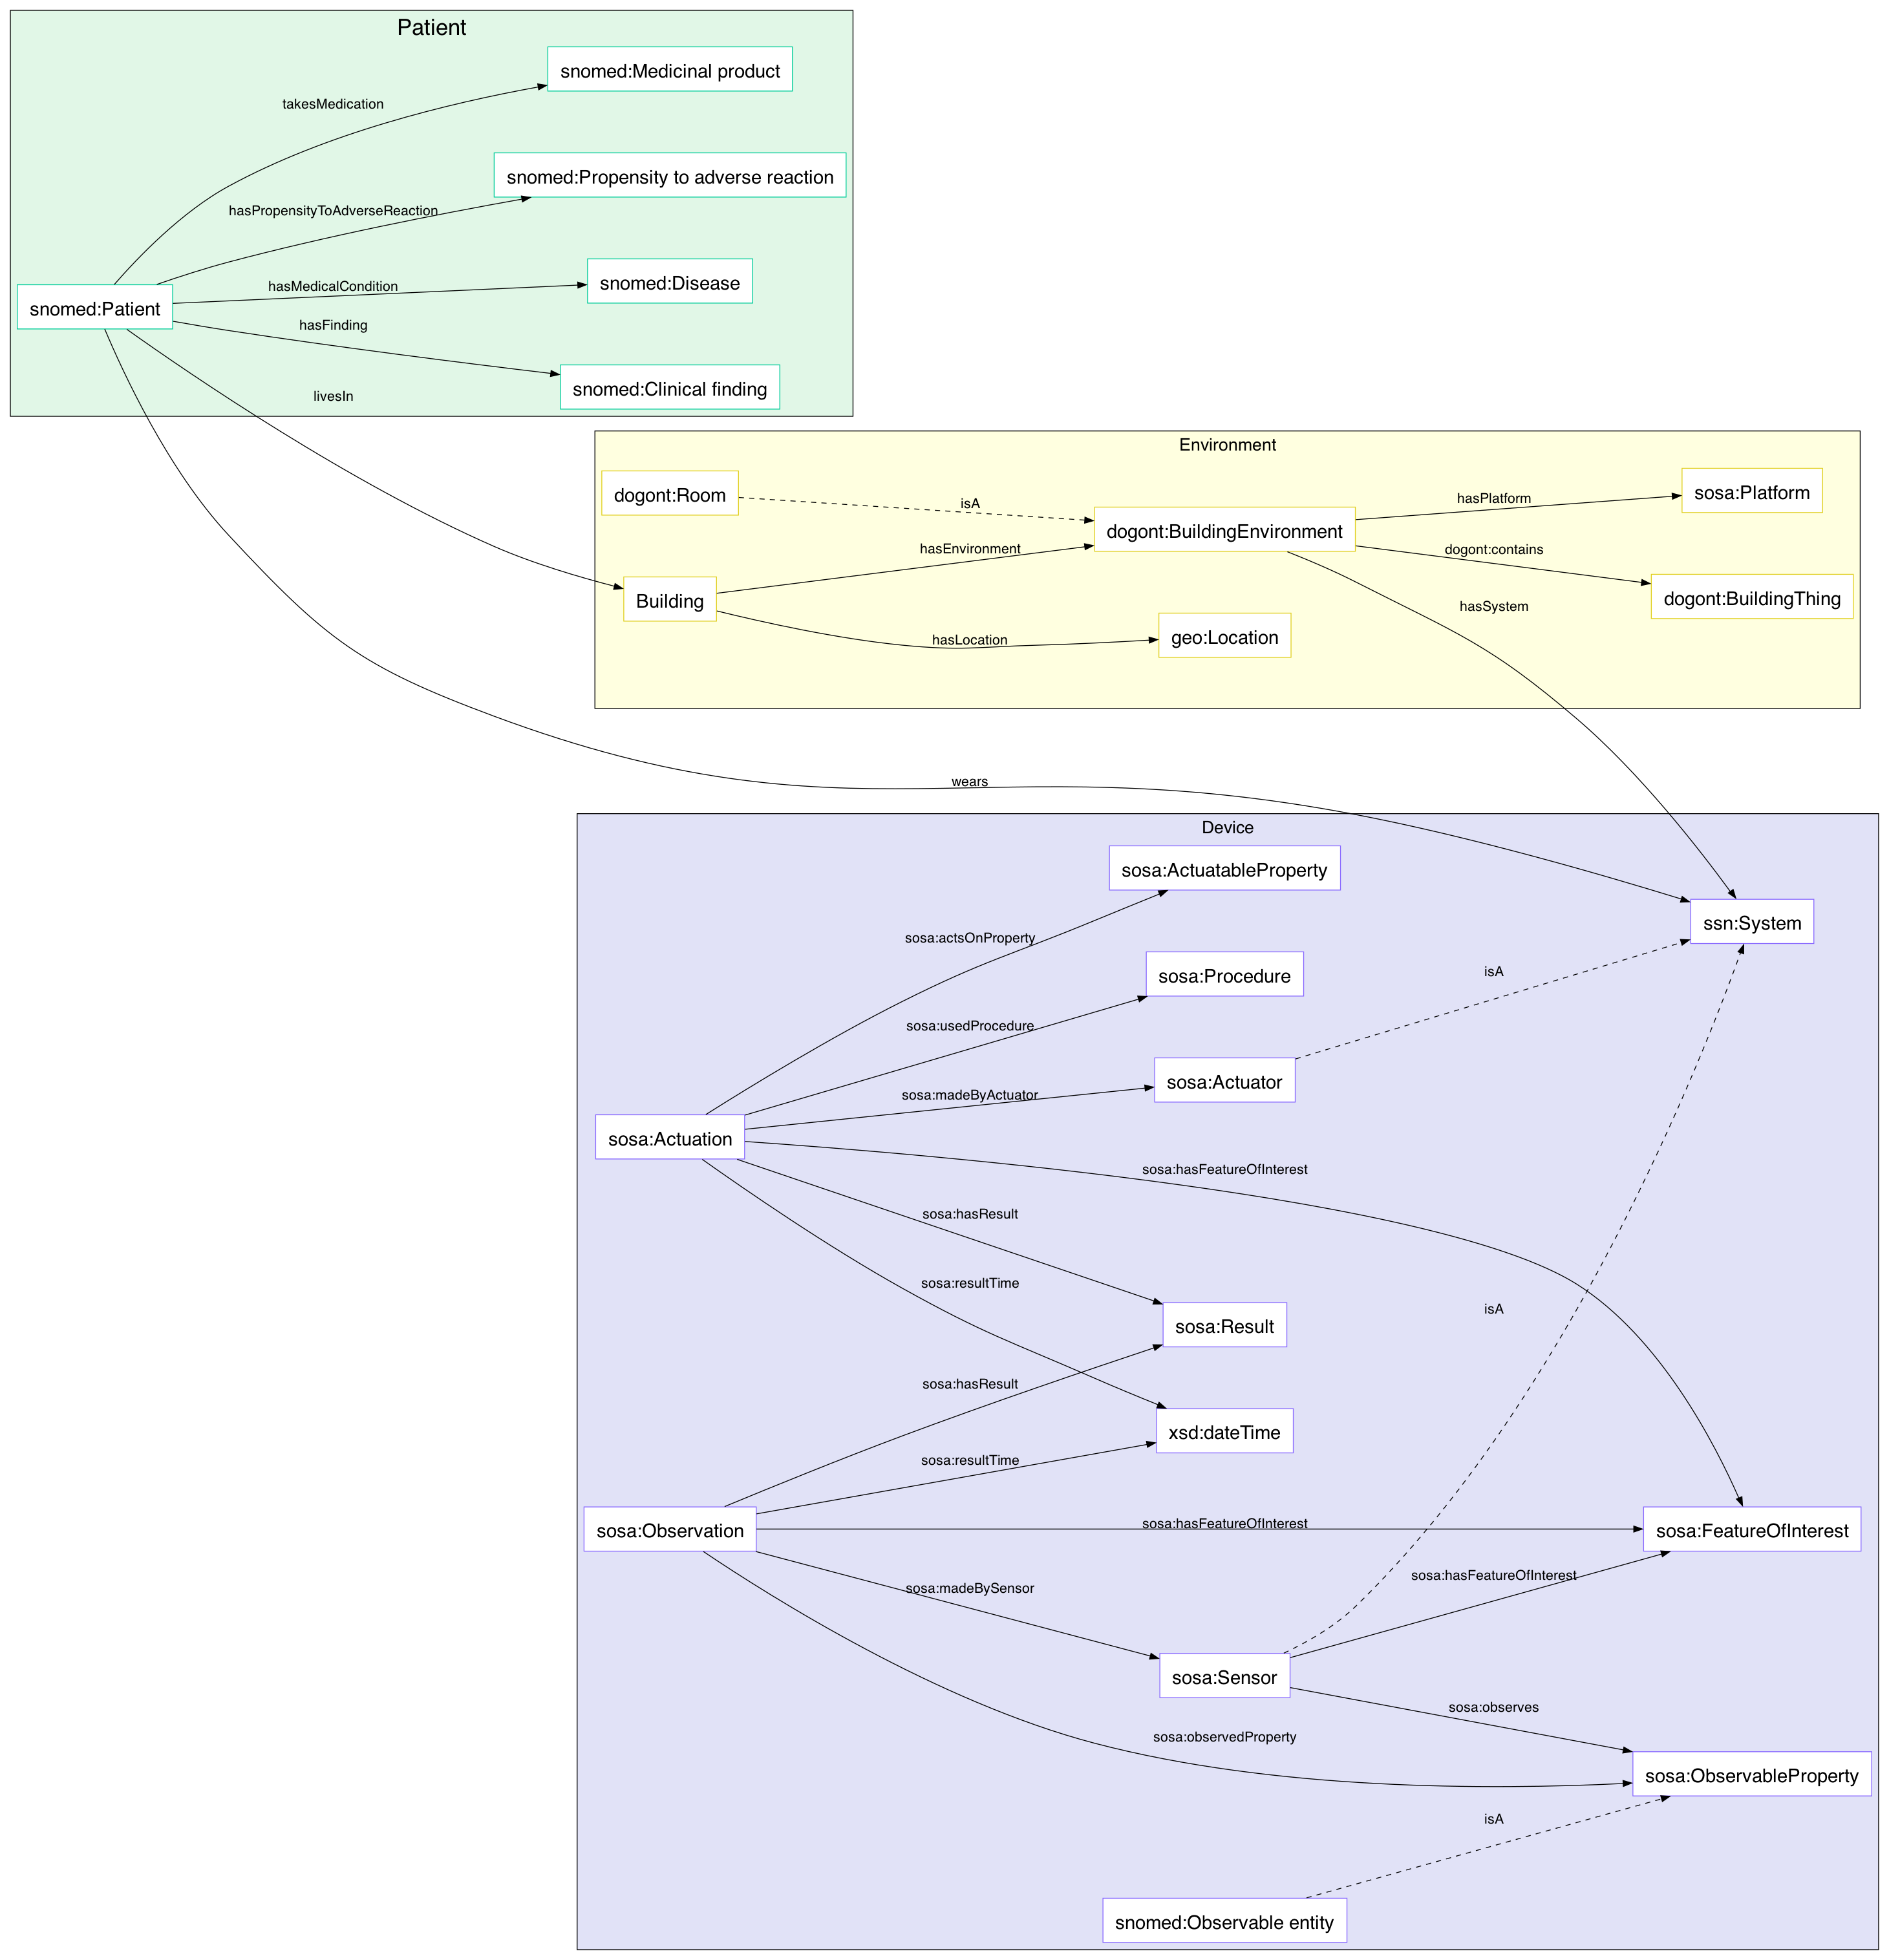 Patient
snomed:Medicinal product
takesMedication
snomed:Propensity to adverse reaction
hasPropensityToAdverseReaction
snomed:Disease
hasMedicalCondition
snomed:Patient
hasFinding
snomed:Clinical finding
livesIn
Environment
dogont:Room
isA
hasPlatform
sosa:Platform
dogont:BuildingEnvironment
hasEnvironment
dogont:contains
Building
dogont:BuildingThing
hasSystem
hasLocation
geo:Location
wears
Device
sosa:ActuatableProperty
ssn:System
sosa:actsOnProperty
isA
sosa:Procedure
sosa:usedProcedure
sosa:Actuator
sosa:madeByActuator
sosa:Actuation
sosa:hasFeatureOfInterest
sosa:hasResult
sosa:resultTime
isA
sosa:Result
sosa:hasResult
xsd:dateTime
sosa:resultTime
sosa:Observation
sosa:hasFeatureOfInterest
sosa:FeatureOfInterest
sosa:hasFeatureOfInterest
sosa:madeBySensor
sosa:Sensor
sosa:observes
sosa:observedProperty
sosa:ObservableProperty
isA
snomed:Observable entity